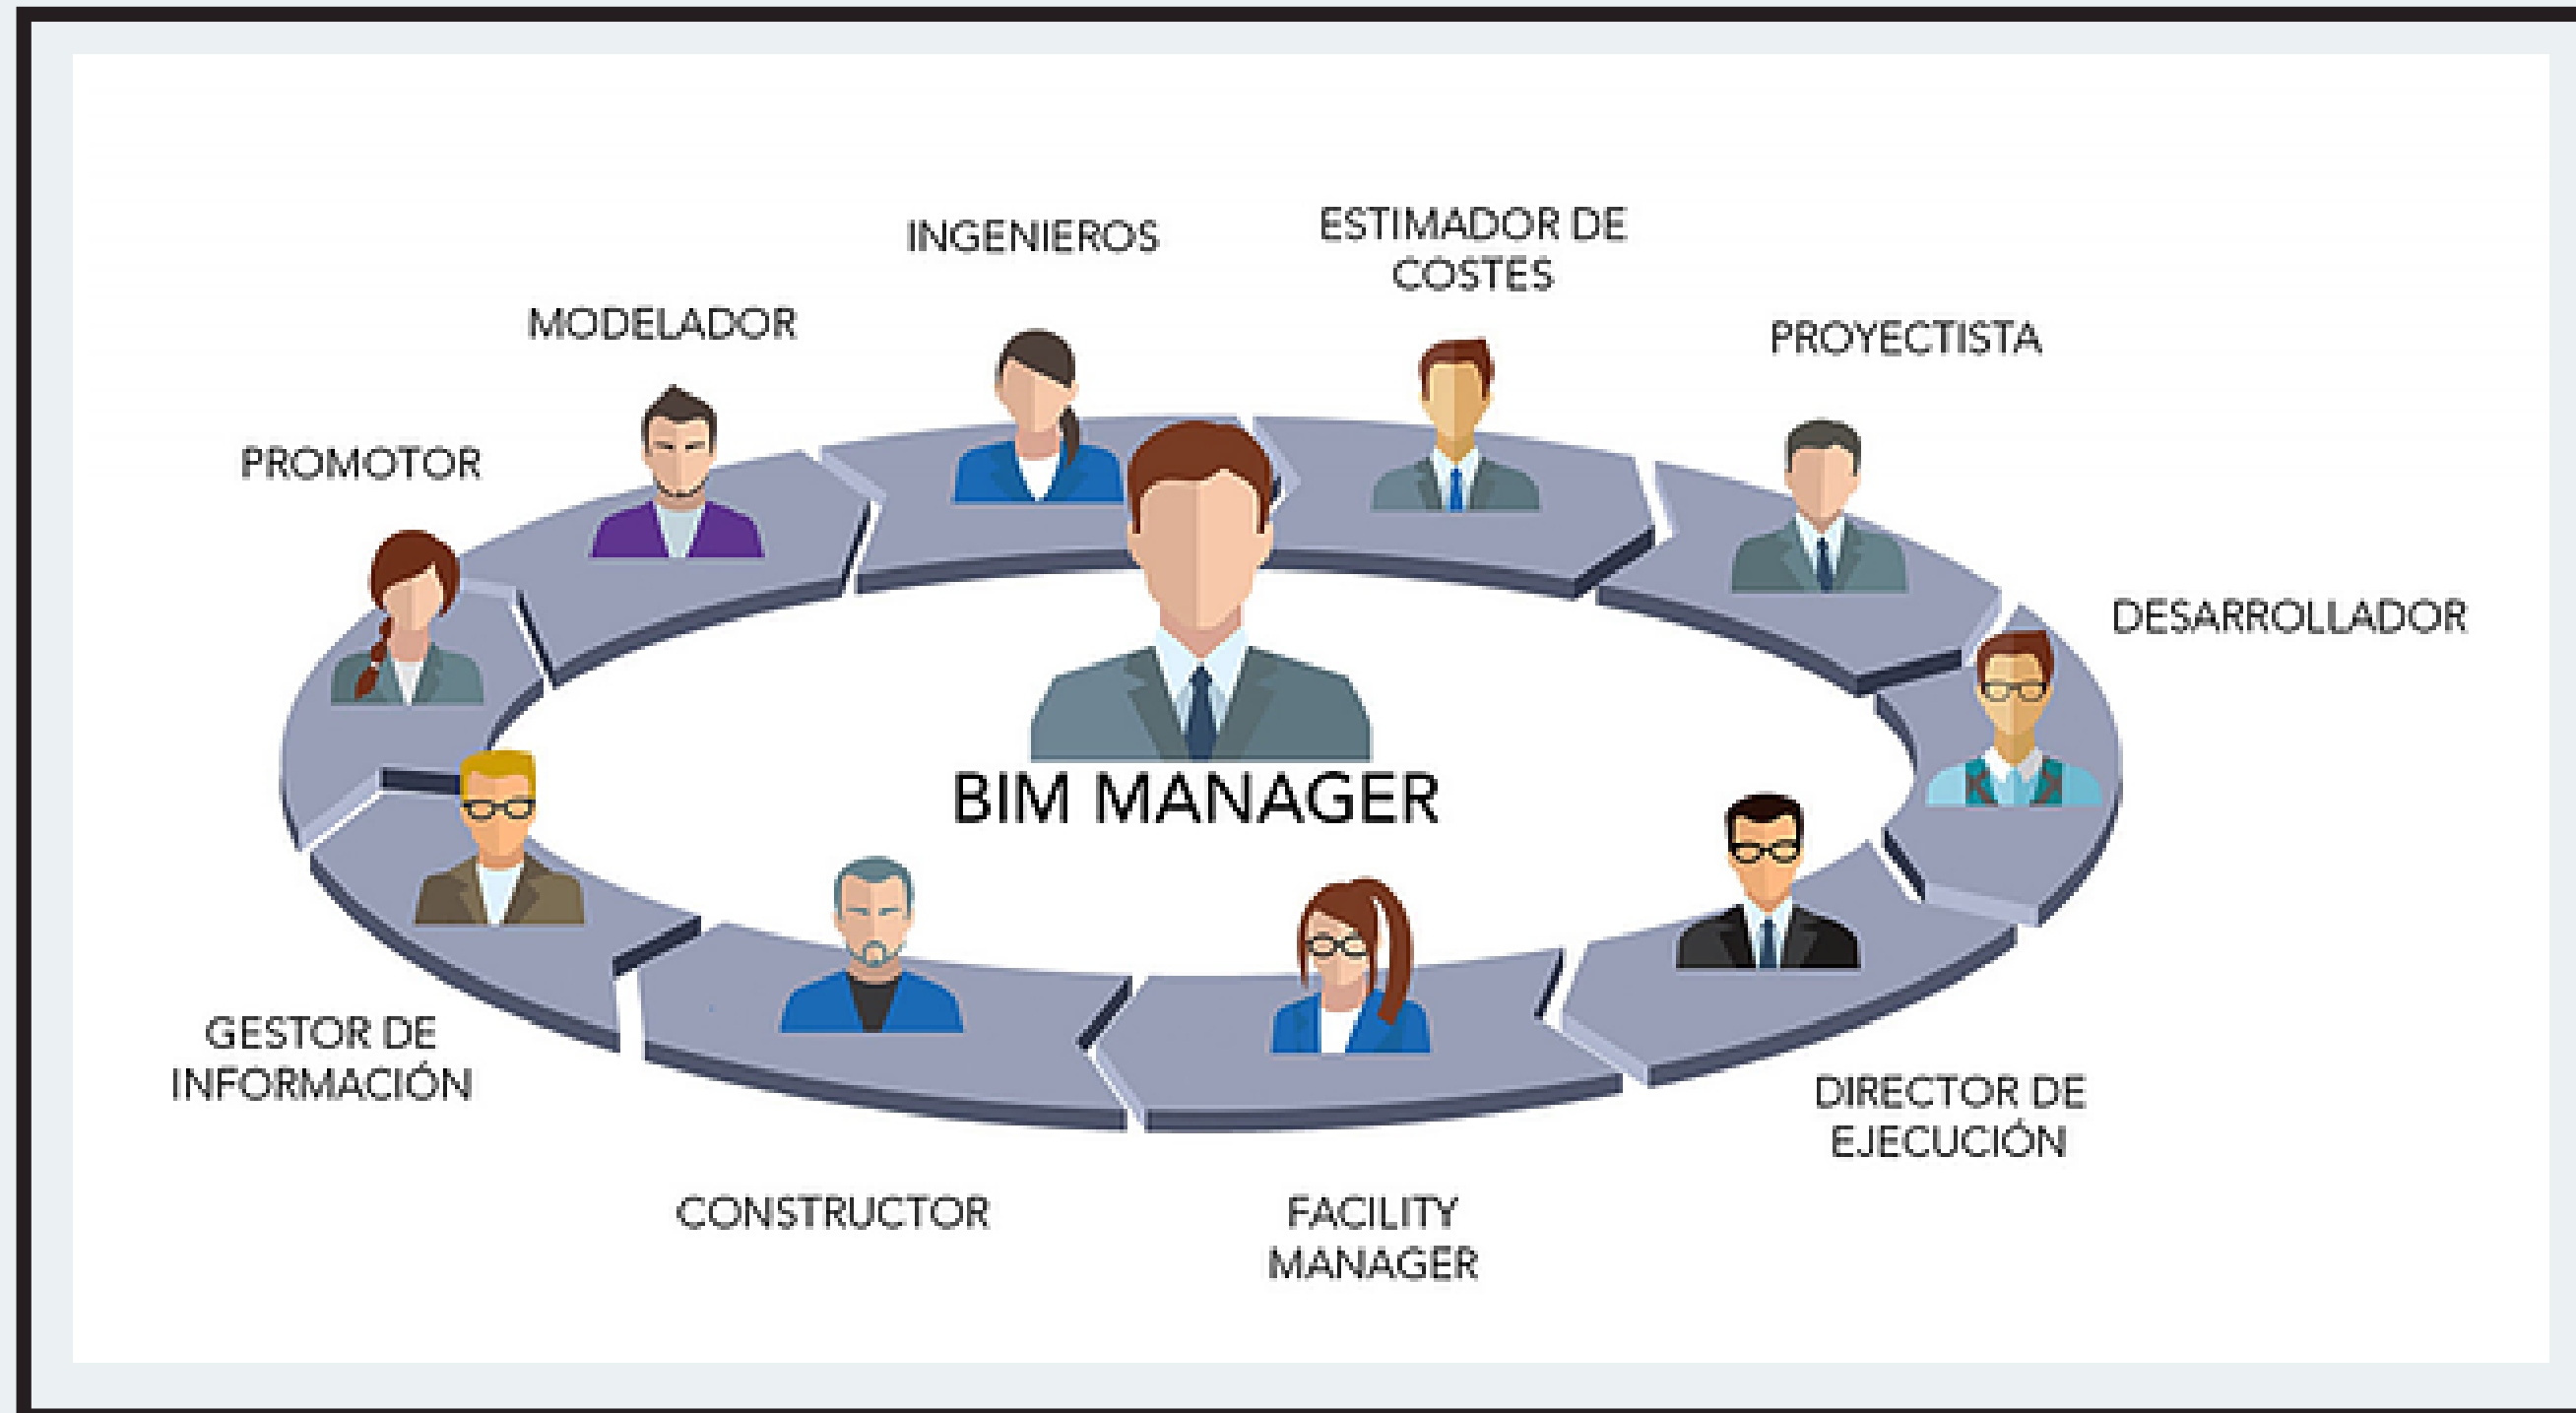 INGENIEROS
ESTIMADOR DE
COSTES
MODELADOR
PROYECTISTA
PROMOTOR
DESARROLLADOR
BIM MANAGER
GESTOR DE
INFORMACIÓN
DIRECTOR DE
EJECUCIÓN
CONSTRUCTOR
FACILITY
MANAGER